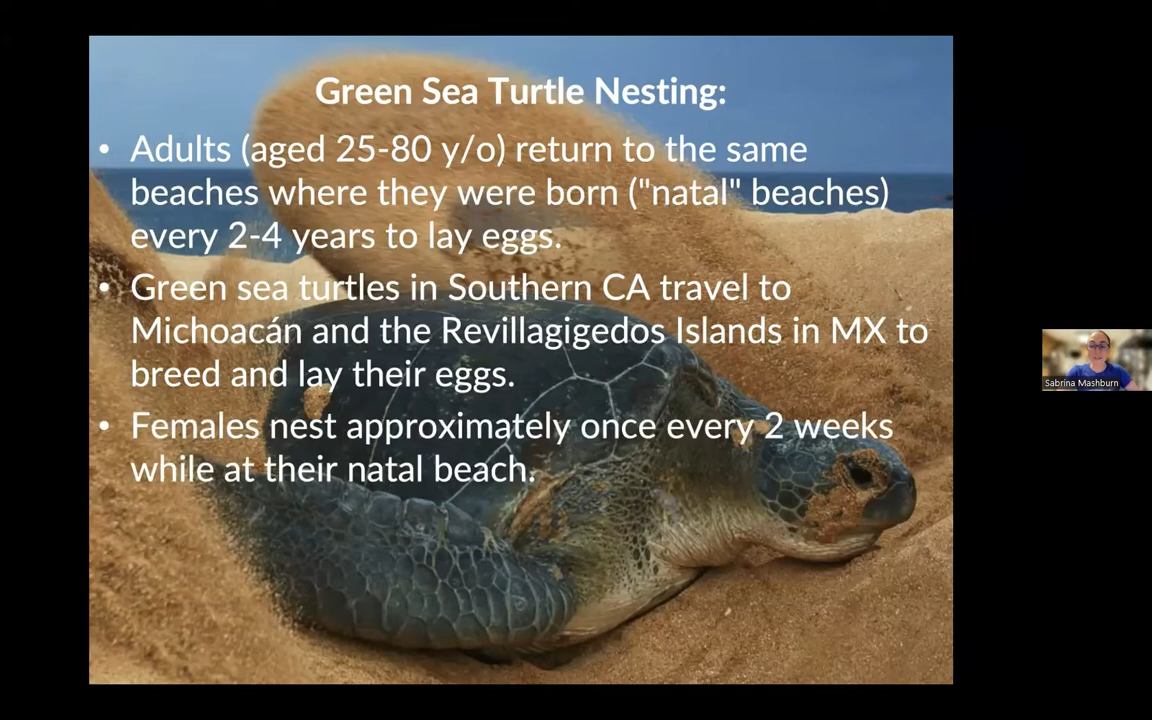 Green Sea Turtle Nesting:
• Adults (aged 25-80 y/o) return to the same
beaches where they were born ("natal" beaches)
every 2-4 years to lay eggs.
• Green sea turtles in Southern CA travel to
Michoacán and the Revillagigedos Islands in MX to
breed and lay their eggs.
• Females nest approximately once every 2 weeks
while at their natal beach.
Sabrina Mashburn